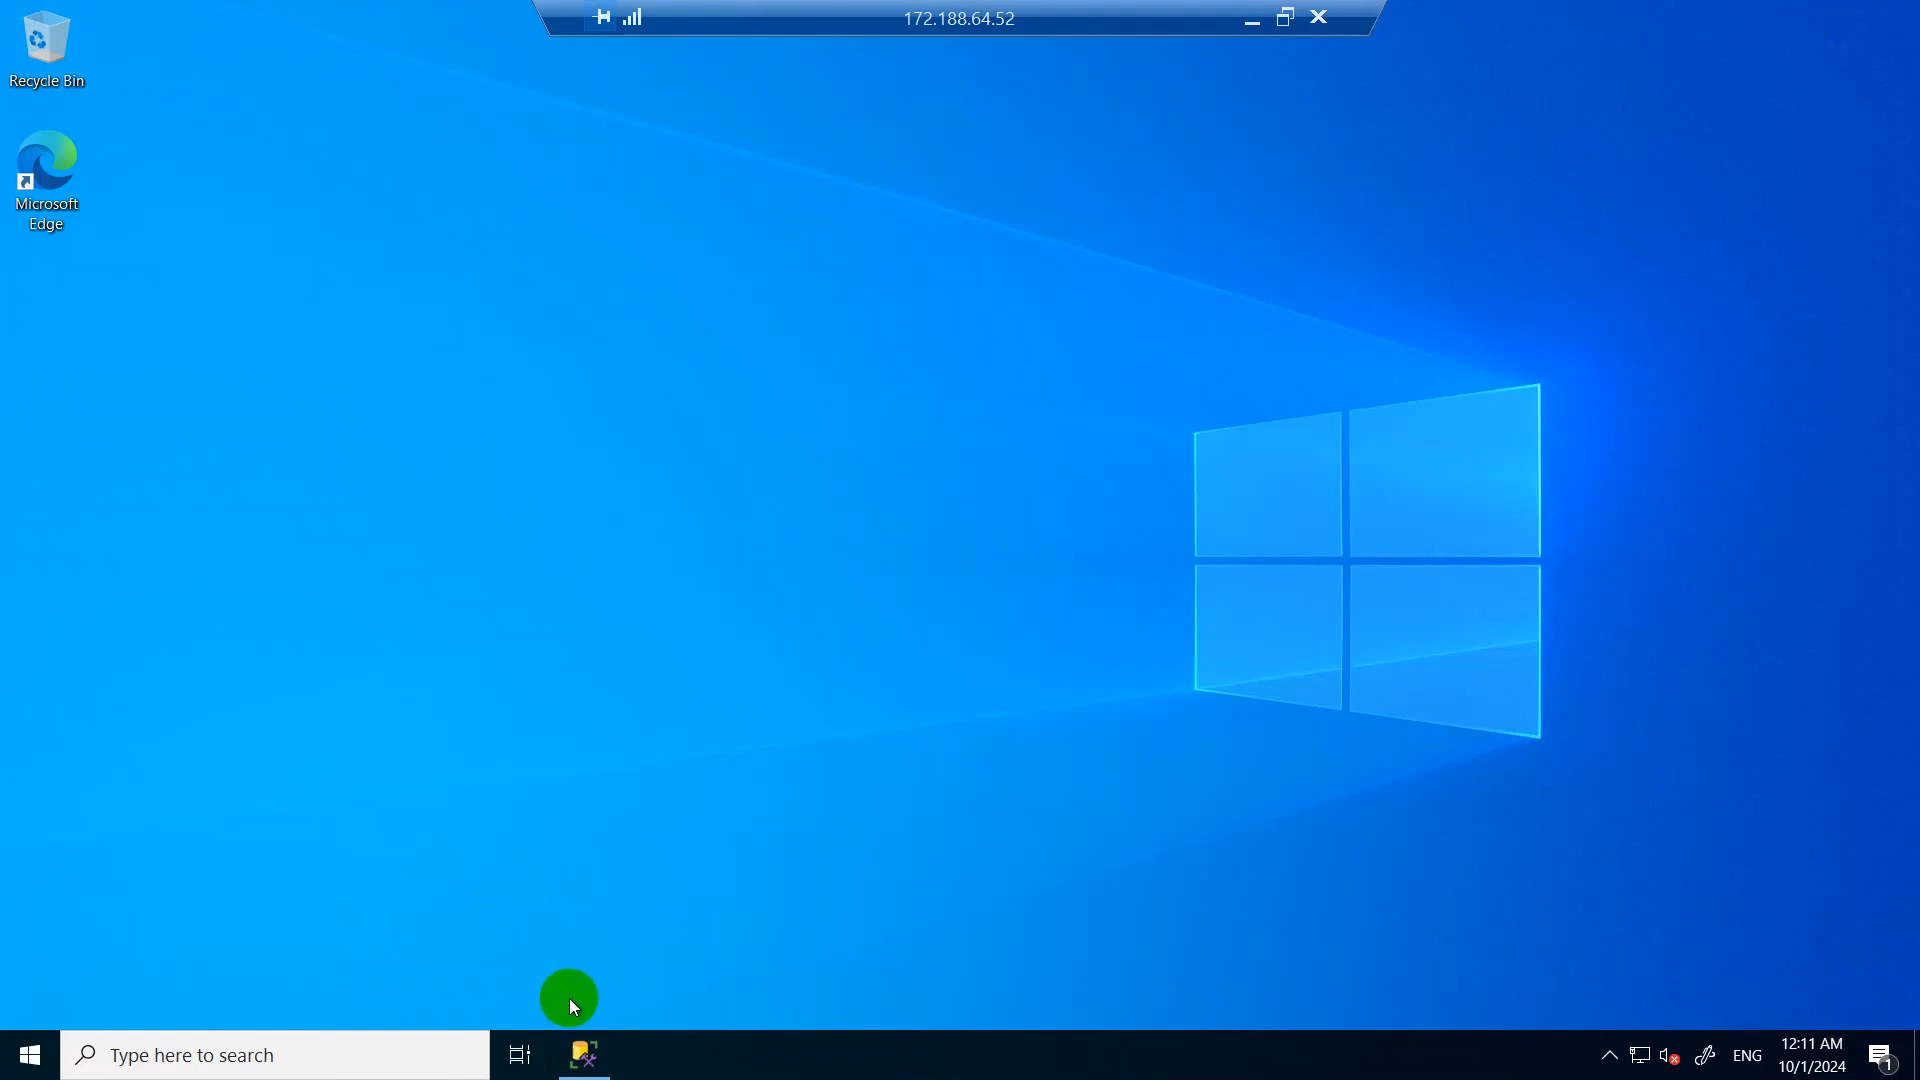 172.188.64.52
Recycle Bin
Microsoft
Edge
Type here to search
ENG
12:11 AM
10/1/2024
1